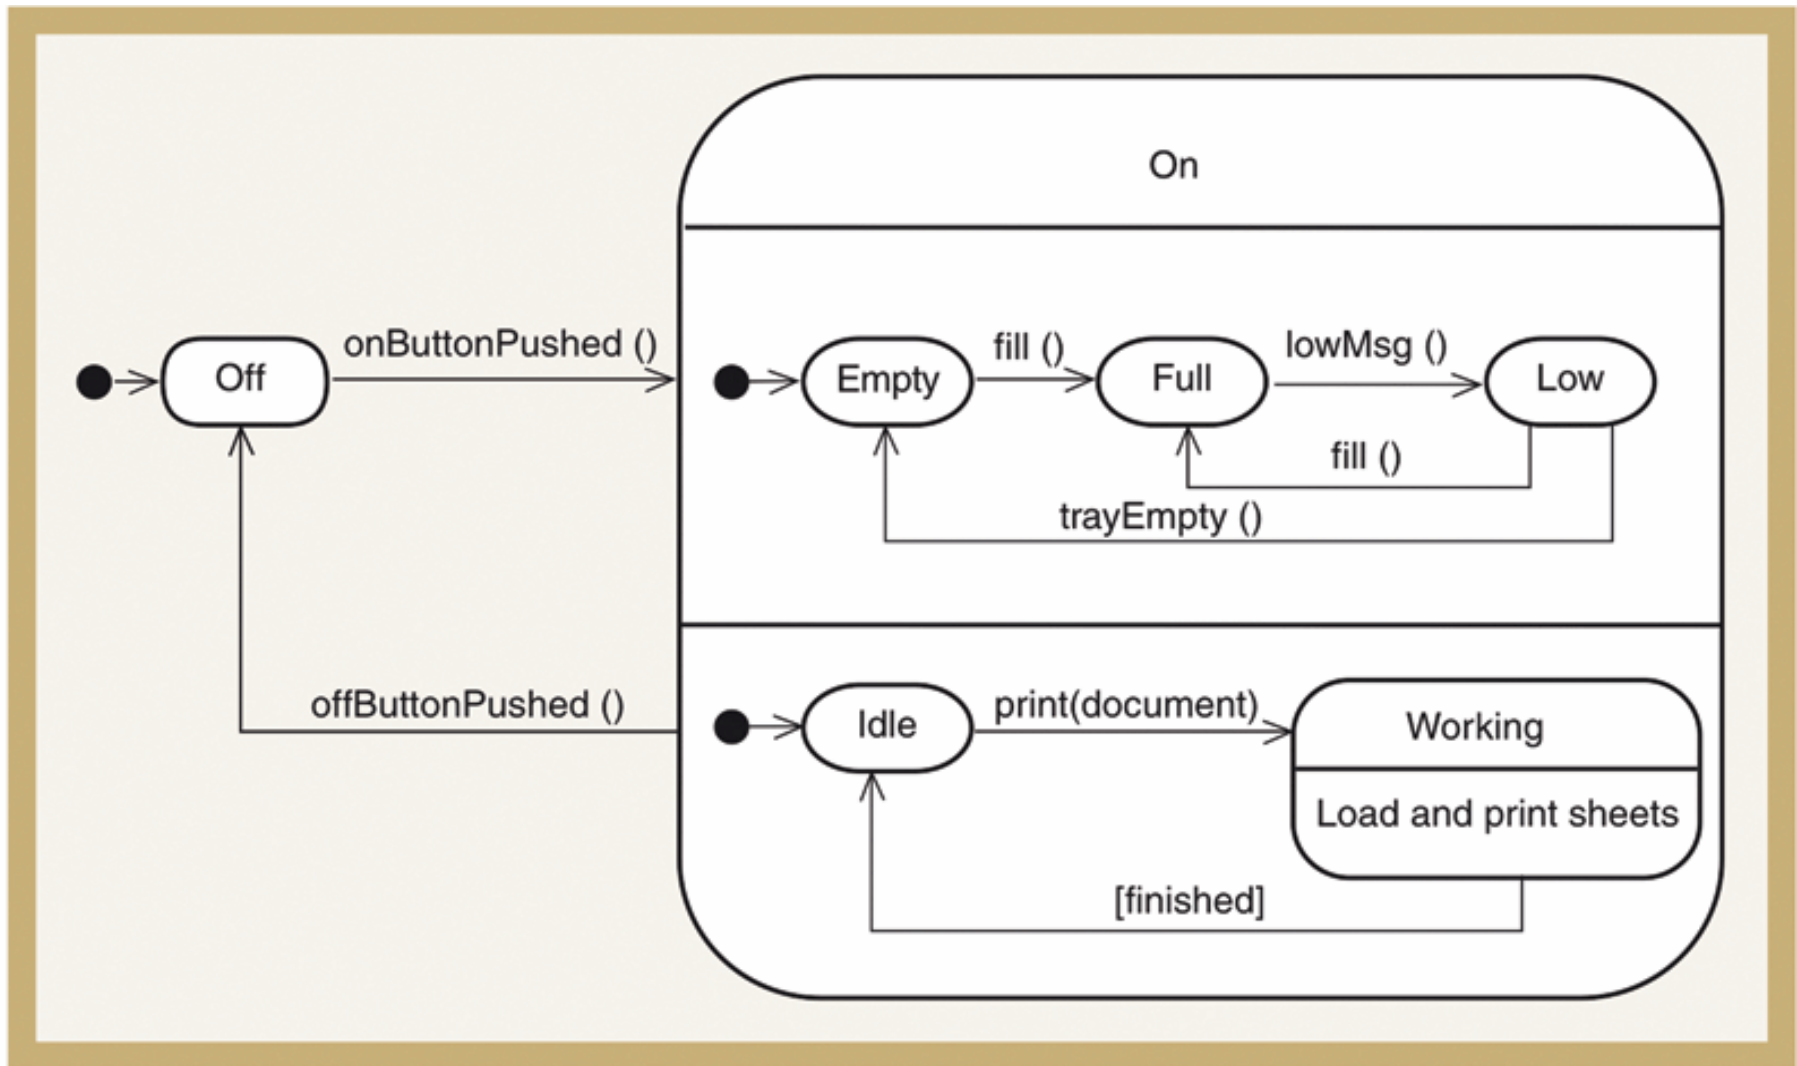 On
Off
onButtonPushed ()
Empty
fill ()
Full
lowMsg ()
Low
fill ()
trayEmpty ()
offButtonPushed ()
Idle
print(document)
Working
Load and print sheets
[finished]